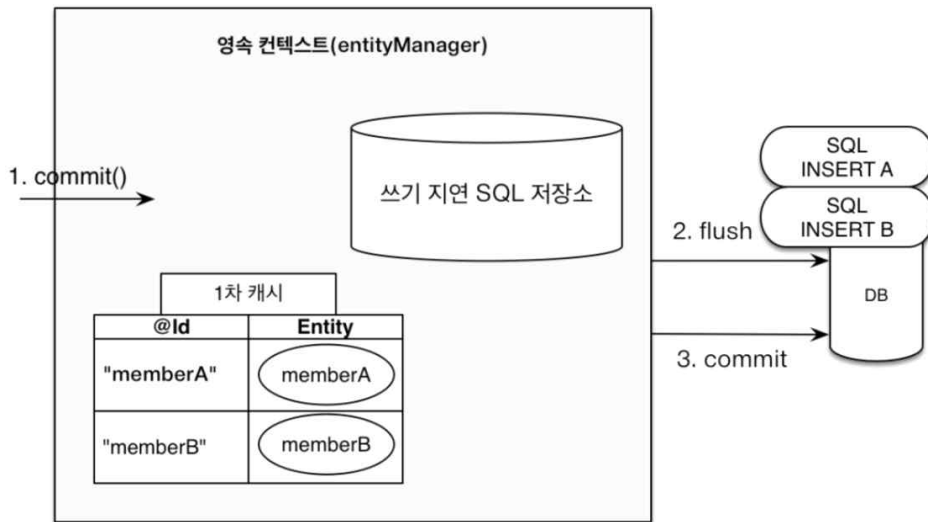 영속 컨텍스트(entityManager)
1. commit()
쓰기 지연 SQL 저장소
SQL
INSERT A
SQL
INSERT B
2. flush
DB
3. commit
1차 캐시
@Id Entity
"memberA" memberA
"memberB" memberB